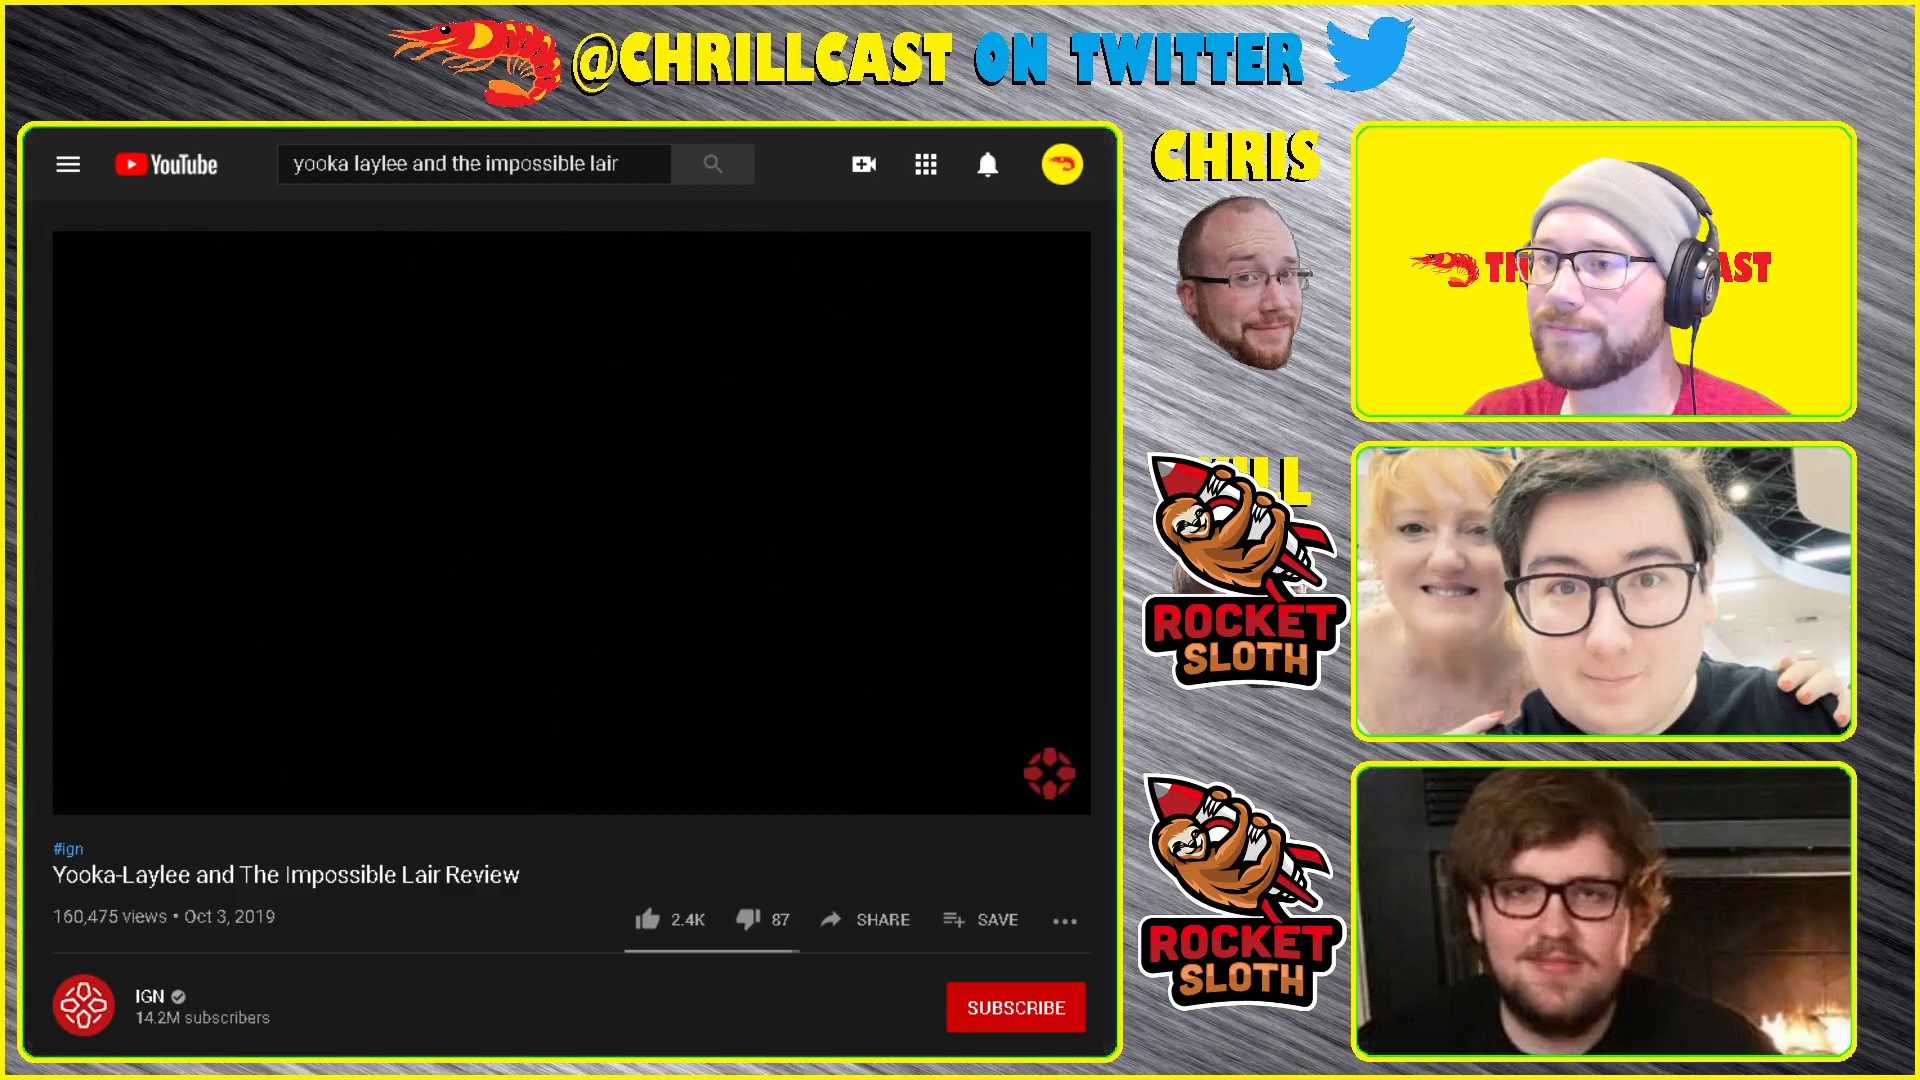 @CHRILLCAST ON TWITTER
YouTube
yooka laylee and the impossible lair
#ign
Yooka-Laylee and The Impossible Lair Review
160,475 views • Oct 3, 2019
2.4K
87
SHARE
SAVE
IGN
14.2M subscribers
SUBSCRIBE
CHRIS
ROCKET
SLOTH
ROCKET
SLOTH